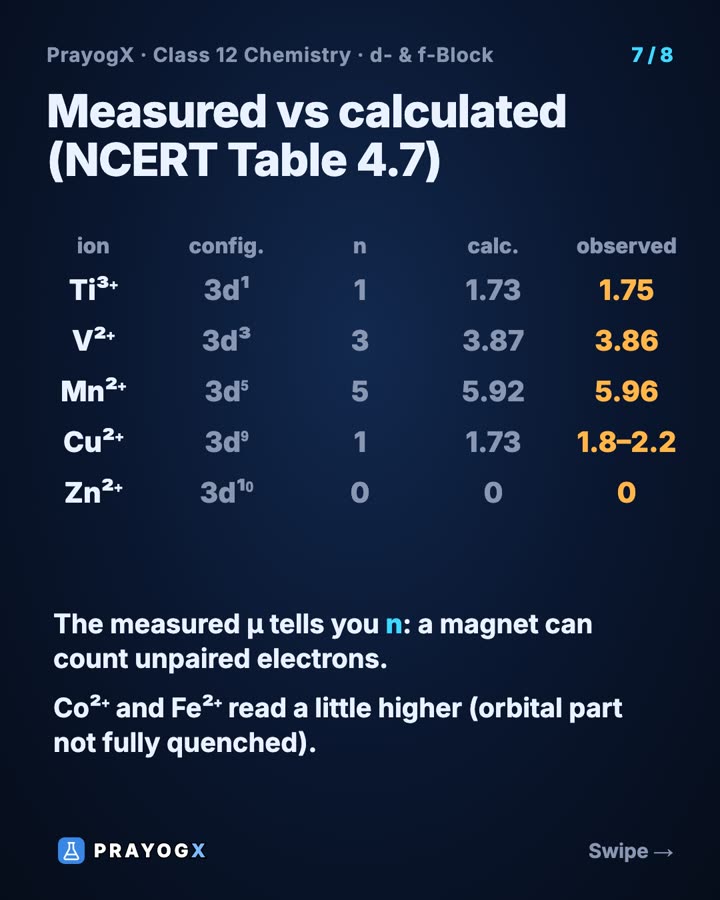 PrayogX · Class 12 Chemistry · d- & f-Block
7 / 8
Measured vs calculated
(NCERT Table 4.7)
ion config. n calc. observed
Ti³⁺ 3d¹ 1 1.73 1.75
V²⁺ 3d³ 3 3.87 3.86
Mn²⁺ 3d⁵ 5 5.92 5.96
Cu²⁺ 3d⁹ 1 1.73 1.8–2.2
Zn²⁺ 3d¹⁰ 0 0 0
The measured μ tells you n: a magnet can
count unpaired electrons.
Co²⁺ and Fe²⁺ read a little higher (orbital part
not fully quenched).
PRAYOGX
Swipe →